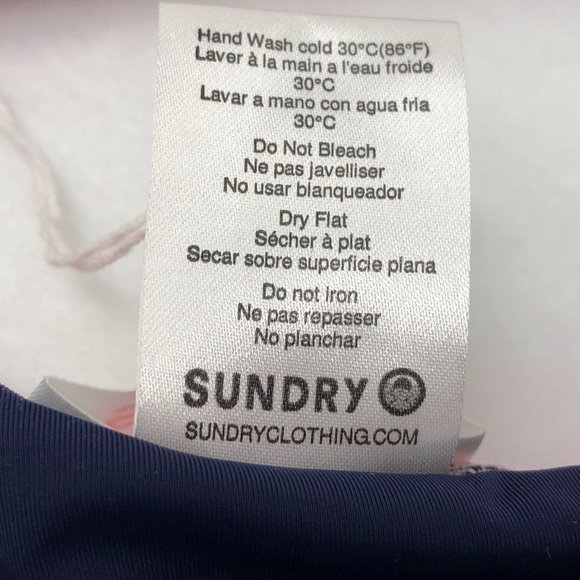 Hand Wash cold 30°C(86°F)
Laver à la main a l'eau froide
30°C
Lavar a mano con agua fria
30°C
Do Not Bleach
Ne pas javelliser
No usar blanqueador
Dry Flat
Sécher à plat
Secar sobre superficie plana
Do not Iron
Ne pas repasser
No planchar
SUNDRY
SUNDRYCLOTHING.COM